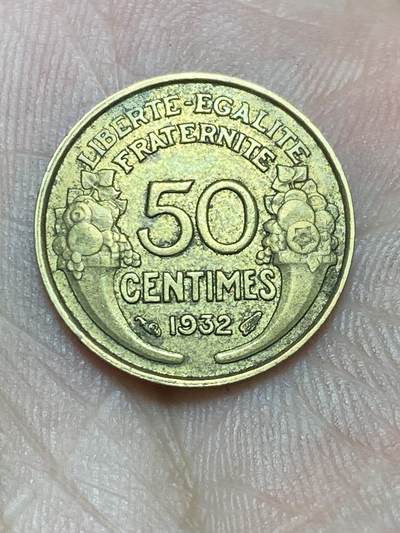 LIBERTE-EGALITE
FRATERNITE
50
CENTIMES
1932